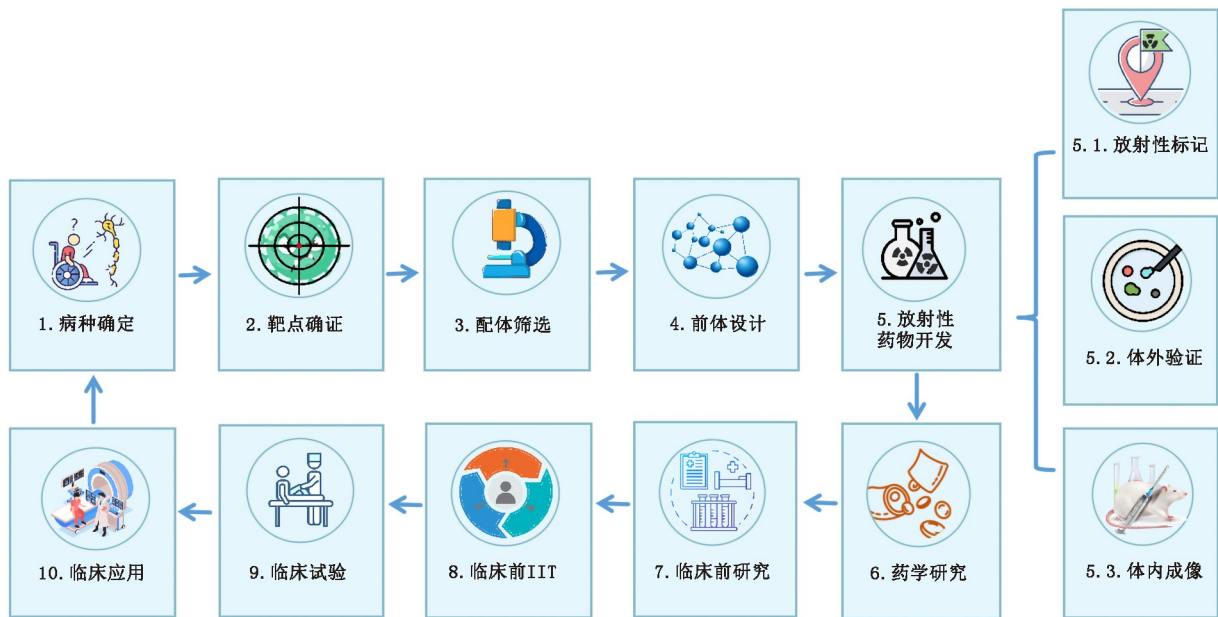 5.1.放射性标记
1.病种确定
2.靶点确证
3.配体筛选
4.前体设计
5.放射性
药物开发
5.2.体外验证
10.临床应用
9.临床试验
8.临床前IIT
7.临床前研究
6.药学研究
5.3.体内成像